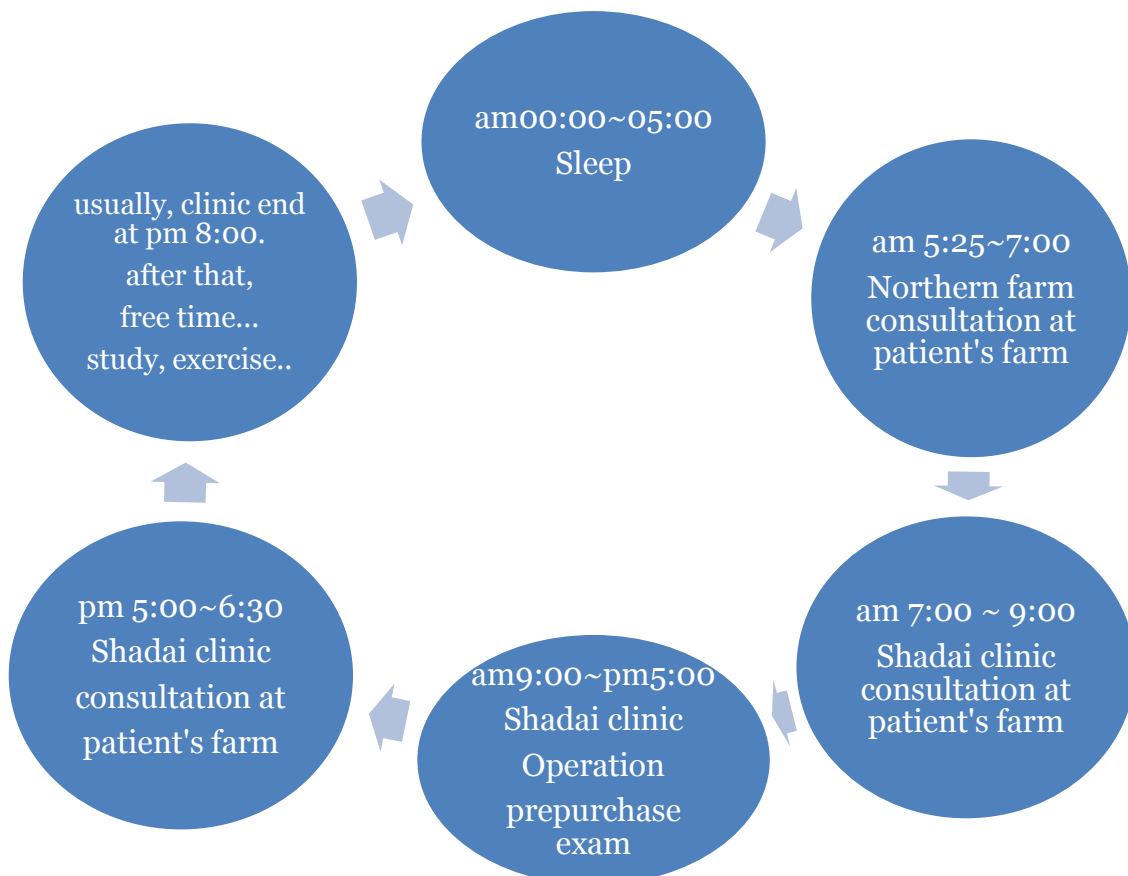 am00:00~05:00
Sleep
am 5:25~7:00
Northern farm
consultation at
patient's farm
am 7:00 ~ 9:00
Shadai clinic
consultation at
patient's farm
am9:00~pm5:00
Shadai clinic
Operation
prepurchase
exam
pm 5:00~6:30
Shadai clinic
consultation at
patient's farm
usually, clinic end
at pm 8:00.
after that,
free time...
study, exercise..